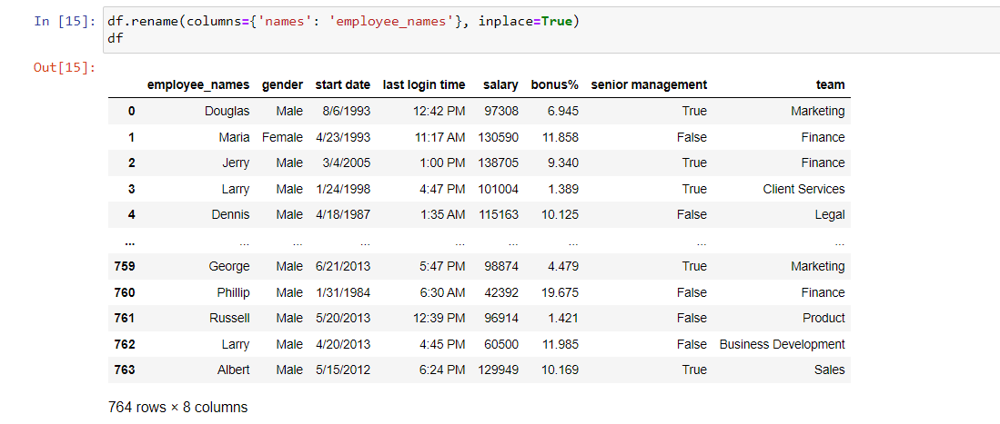 In [15]: df.rename(columns={'names': 'employee_names'}, inplace=True)
df
Out[15]:
employee_names gender start date last login time salary bonus% senior management team
0 Douglas Male 8/6/1993 12:42 PM 97308 6.945 True Marketing
1 Maria Female 4/23/1993 11:17 AM 130590 11.858 False Finance
2 Jerry Male 3/4/2005 1:00 PM 138705 9.340 True Finance
3 Larry Male 1/24/1998 4:47 PM 101004 1.389 True Client Services
4 Dennis Male 4/18/1987 1:35 AM 115163 10.125 False Legal
... ... ... ... ... ... ... ... ...
759 George Male 6/21/2013 5:47 PM 98874 4.479 True Marketing
760 Phillip Male 1/31/1984 6:30 AM 42392 19.675 False Finance
761 Russell Male 5/20/2013 12:39 PM 96914 1.421 False Product
762 Larry Male 4/20/2013 4:45 PM 60500 11.985 False Business Development
763 Albert Male 5/15/2012 6:24 PM 129949 10.169 True Sales
764 rows × 8 columns